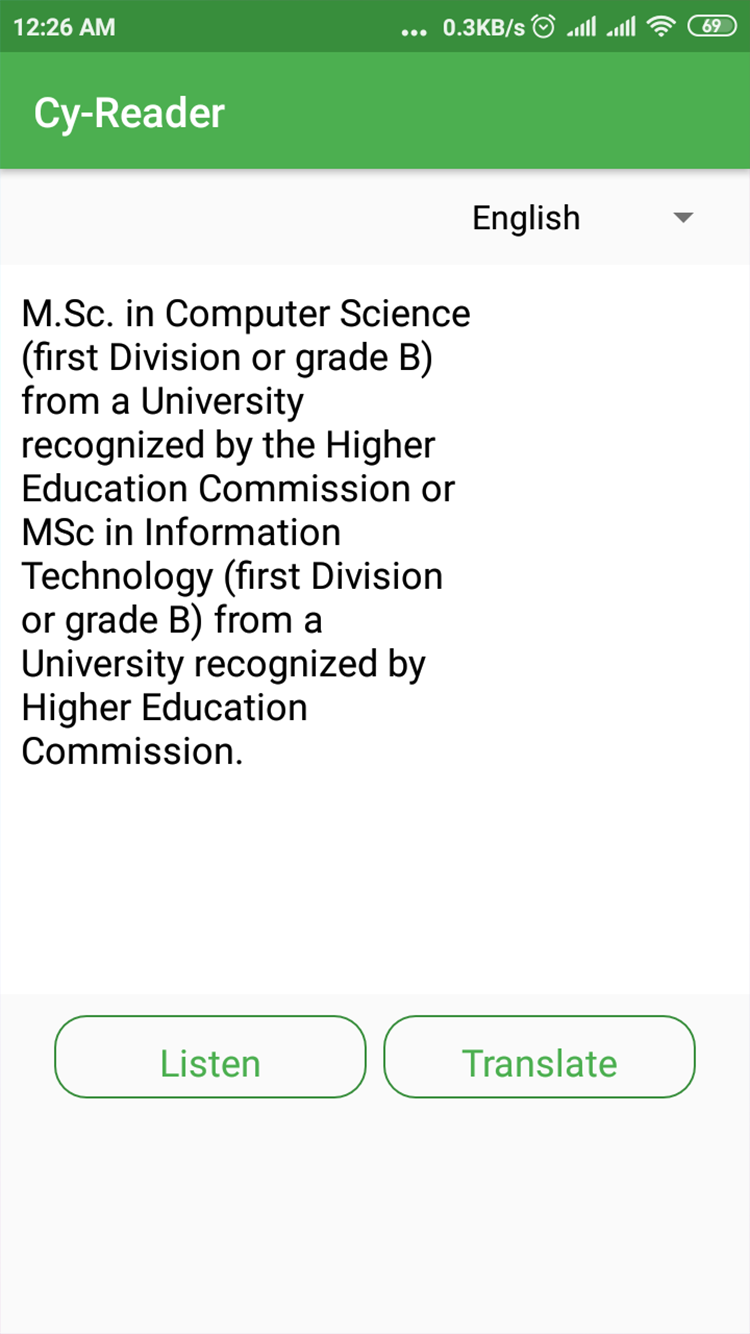 12:26 AM ... 0.3KB/s 69
Cy-Reader
English
M.Sc. in Computer Science
(first Division or grade B)
from a University
recognized by the Higher
Education Commission or
MSc in Information
Technology (first Division
or grade B) from a
University recognized by
Higher Education
Commission.
Listen
Translate